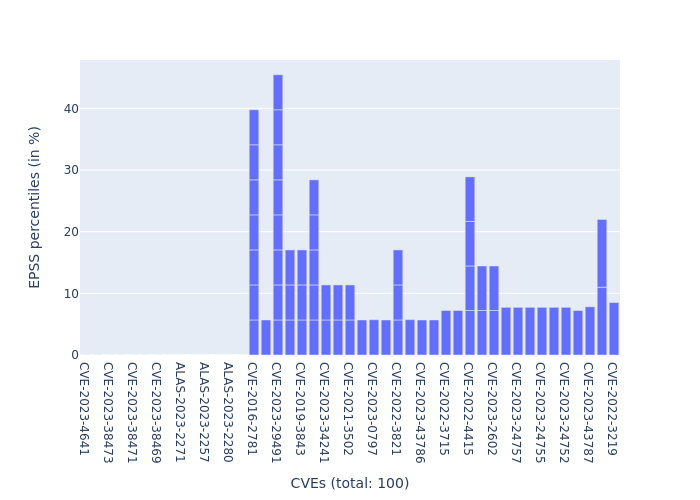 EPSS percentiles (in %)
40
30
20
10
0
CVE-2023-4641
CVE-2023-38473
CVE-2023-38471
CVE-2023-38469
ALAS-2023-2271
ALAS-2023-2257
ALAS-2023-2280
CVE-2016-2781
CVE-2023-29491
CVE-2019-3843
CVE-2023-34241
CVE-2021-3502
CVE-2023-0797
CVE-2022-3821
CVE-2023-43786
CVE-2022-3715
CVE-2022-4415
CVE-2023-2602
CVE-2023-24757
CVE-2023-24755
CVE-2023-24752
CVE-2023-43787
CVE-2022-3219
CVEs (total: 100)